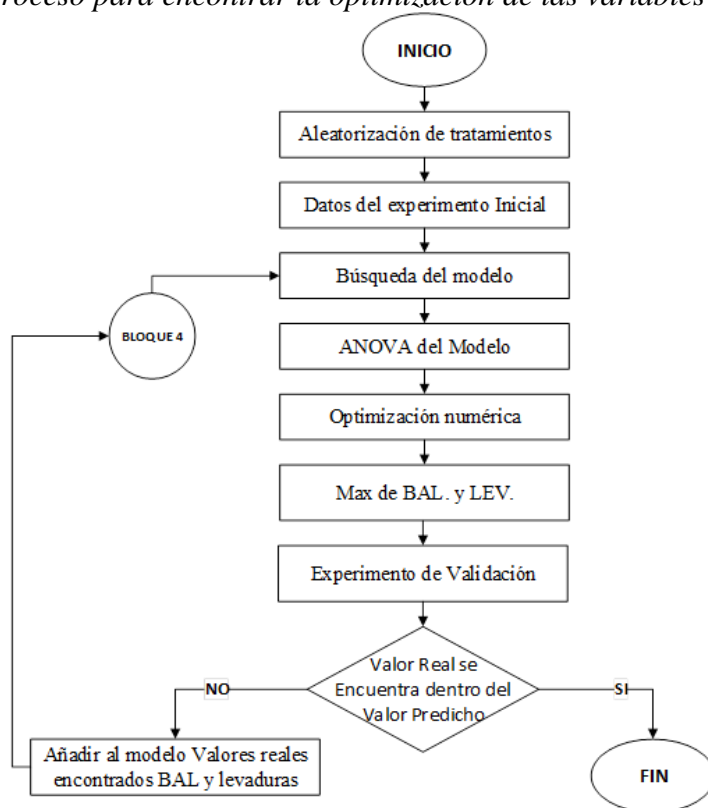 roceso para encontrar la optimización de las variables
INICIO
Aleatorización de tratamientos
Datos del experimento Inicial
Búsqueda del modelo
BLOQUE 4
ANOVA del Modelo
Optimización numérica
Max de BAL. y LEV.
Experimento de Validación
Valor Real se
Encuentra dentro del
Valor Predicho
NO
SI
Añadir al modelo Valores reales
encontrados BAL y levaduras
FIN